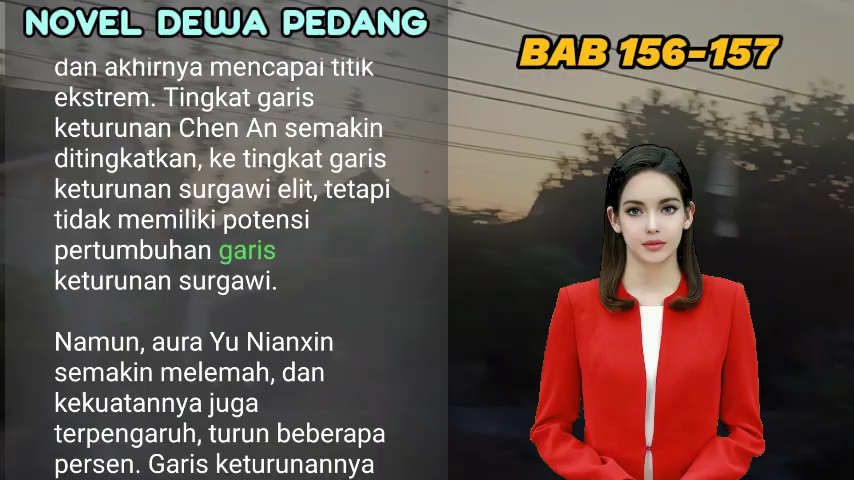 NOVEL DEWA PEDANG
BAB 156-157
dan akhirnya mencapai titik
ekstrem. Tingkat garis
keturunan Chen An semakin
ditingkatkan, ke tingkat garis
keturunan surgawi elit, tetapi
tidak memiliki potensi
pertumbuhan garis
keturunan surgawi.
Namun, aura Yu Nianxin
semakin melemah, dan
kekuatannya juga
terpengaruh, turun beberapa
persen. Garis keturunannya